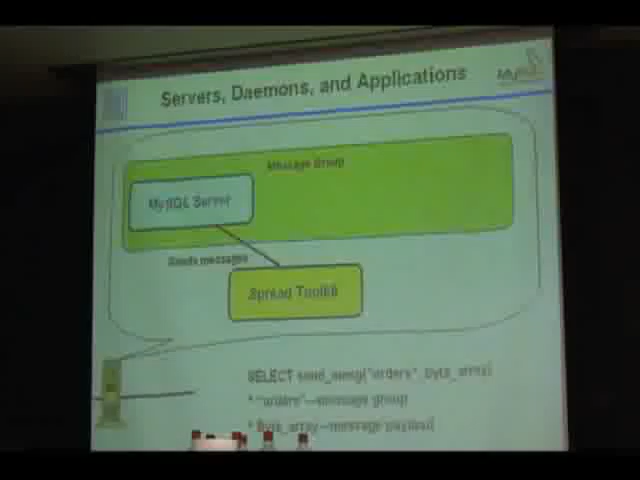 Servers, Daemons, and Applications
MySQL
Message Group
MySQL Server
Sends messages
Spread Toolkit
SELECT send_mesg("orders", byte_array)
* "orders"--message group
* Byte_array--message payload